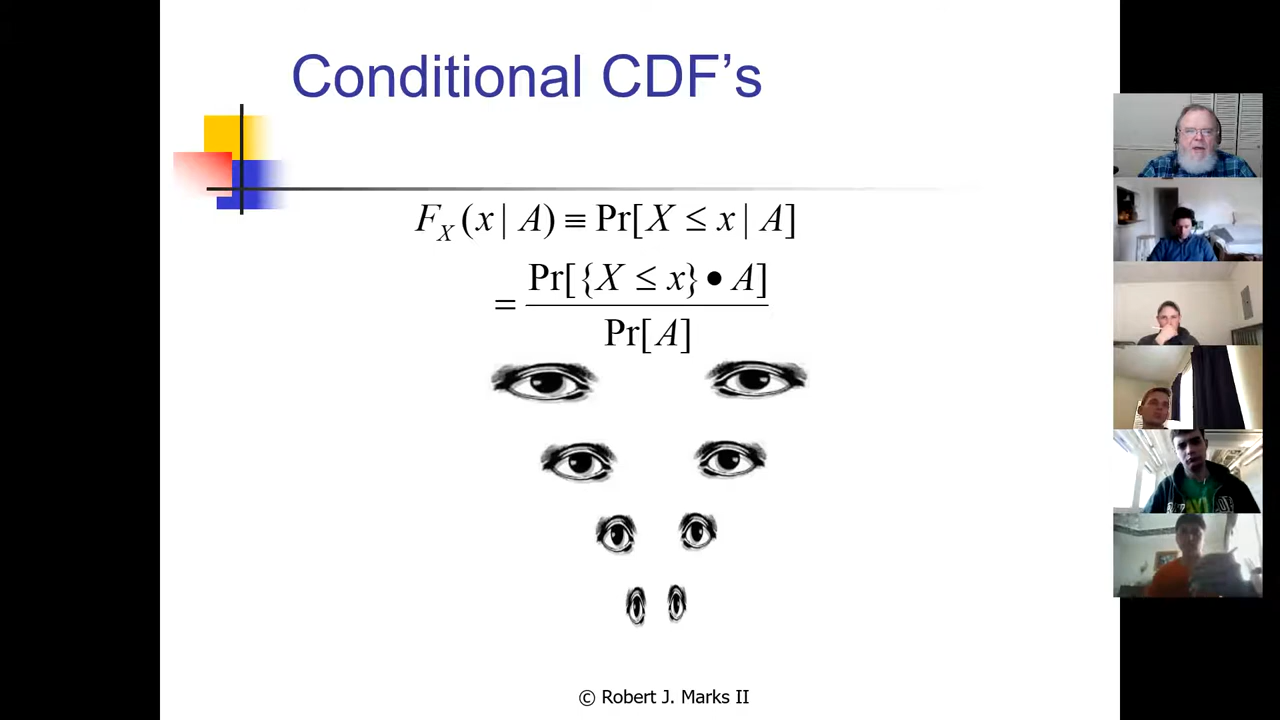 Conditional CDF's
F_X(x | A) ≡ Pr[X ≤ x | A]
= Pr[{X ≤ x} • A] / Pr[A]
© Robert J. Marks II